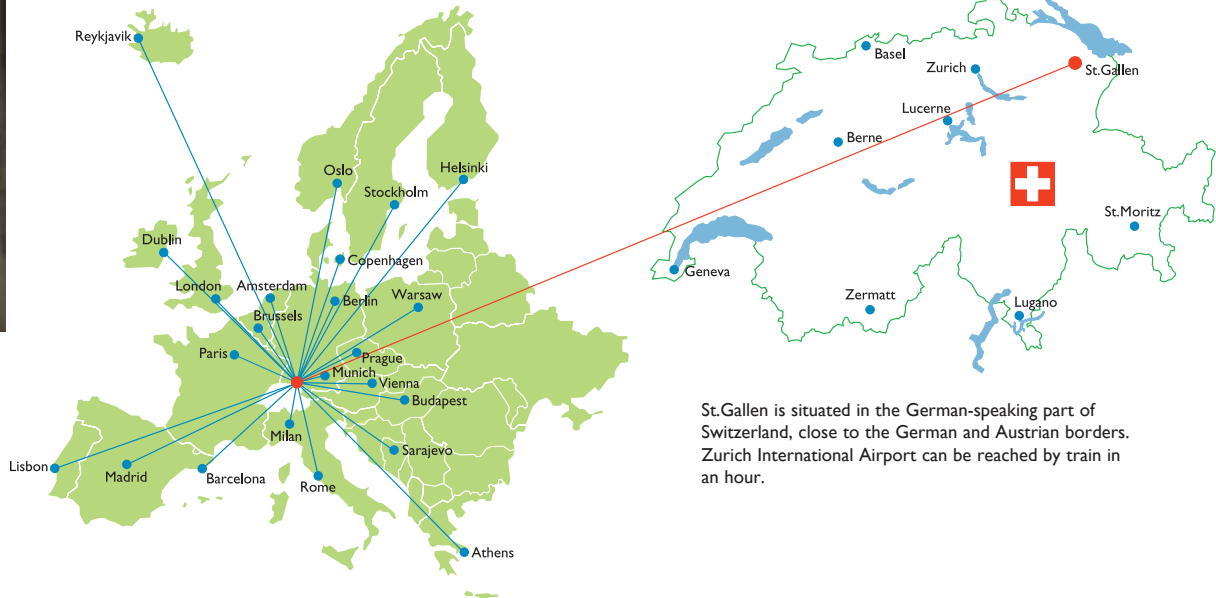 Reykjavik
Oslo
Helsinki
Stockholm
Dublin
Copenhagen
London
Amsterdam
Berlin
Warsaw
Brussels
Paris
Prague
Munich
Vienna
Budapest
Milan
Sarajevo
Lisbon
Madrid
Barcelona
Rome
Athens
Basel
Zurich
St.Gallen
Lucerne
Berne
St.Moritz
Geneva
Zermatt
Lugano
St.Gallen is situated in the German-speaking part of
Switzerland, close to the German and Austrian borders.
Zurich International Airport can be reached by train in
an hour.